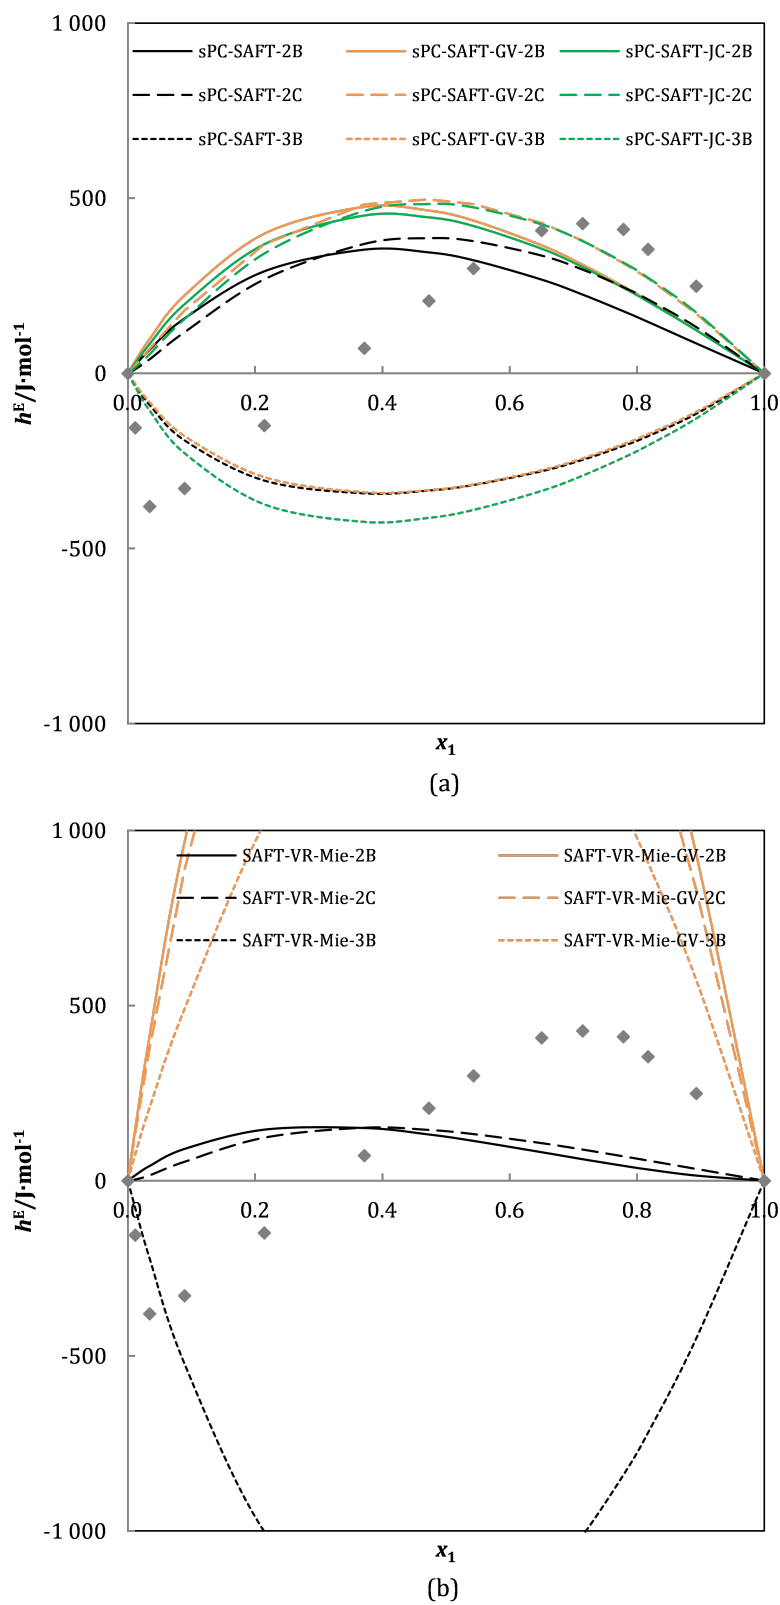 1 000
sPC-SAFT-2B sPC-SAFT-GV-2B sPC-SAFT-JC-2B
sPC-SAFT-2C sPC-SAFT-GV-2C sPC-SAFT-JC-2C
sPC-SAFT-3B sPC-SAFT-GV-3B sPC-SAFT-JC-3B
500
0
0.0 0.2 0.4 0.6 0.8 1.0
hᴱ/J·mol⁻¹
-500
-1 000
x₁
(a)
1 000
SAFT-VR-Mie-2B SAFT-VR-Mie-GV-2B
SAFT-VR-Mie-2C SAFT-VR-Mie-GV-2C
SAFT-VR-Mie-3B SAFT-VR-Mie-GV-3B
500
0
0.0 0.2 0.4 0.6 0.8 1.0
hᴱ/J·mol⁻¹
-500
-1 000
x₁
(b)